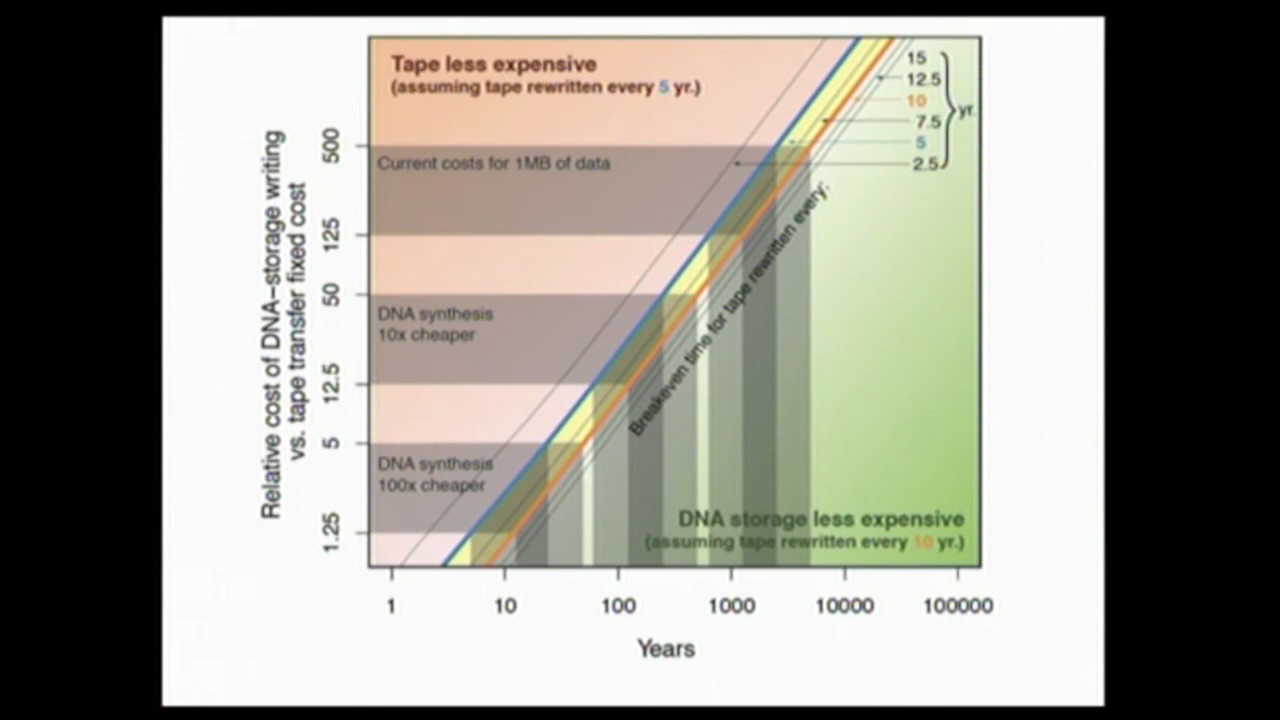 Tape less expensive
(assuming tape rewritten every 5 yr.)
15
12.5
10
7.5
5
2.5
yr.
Current costs for 1MB of data
DNA synthesis
10x cheaper
DNA synthesis
100x cheaper
Breakeven time for tape rewritten every:
DNA storage less expensive
(assuming tape rewritten every 10 yr.)
Relative cost of DNA–storage writing
vs. tape transfer fixed cost
500
125
50
12.5
5
1.25
1
10
100
1000
10000
100000
Years